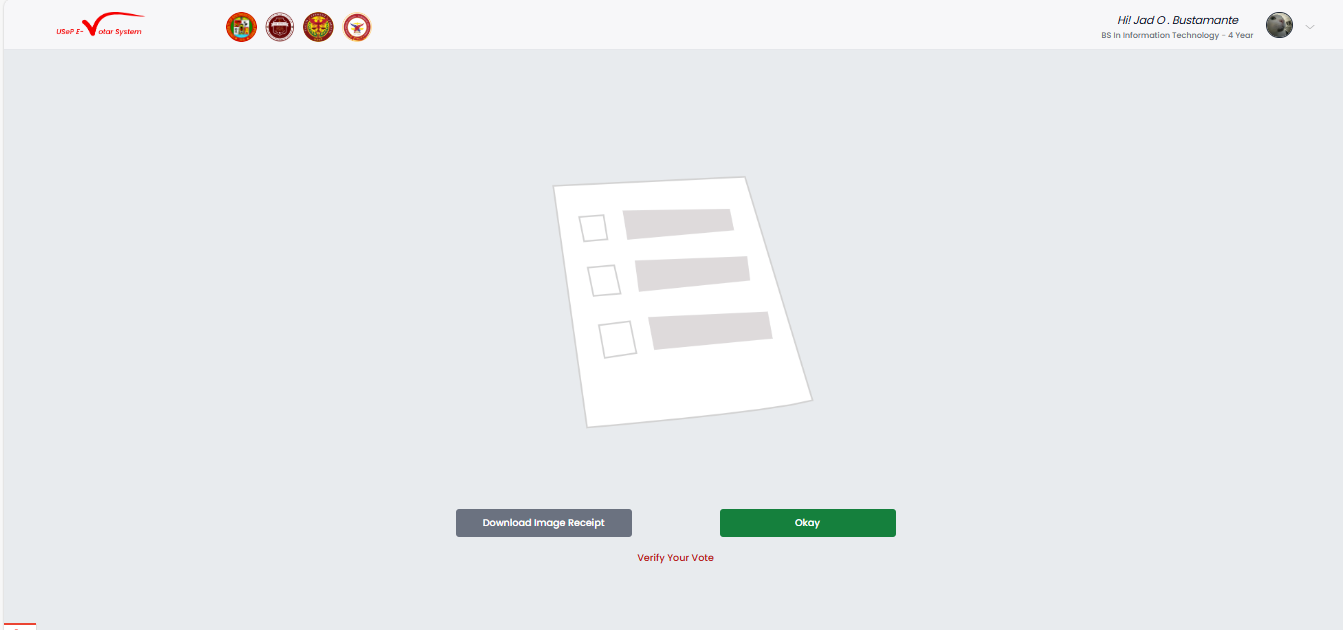 USeP E-Votar System
Hi! Jad O . Bustamante
BS In Information Technology - 4 Year
Download Image Receipt
Okay
Verify Your Vote